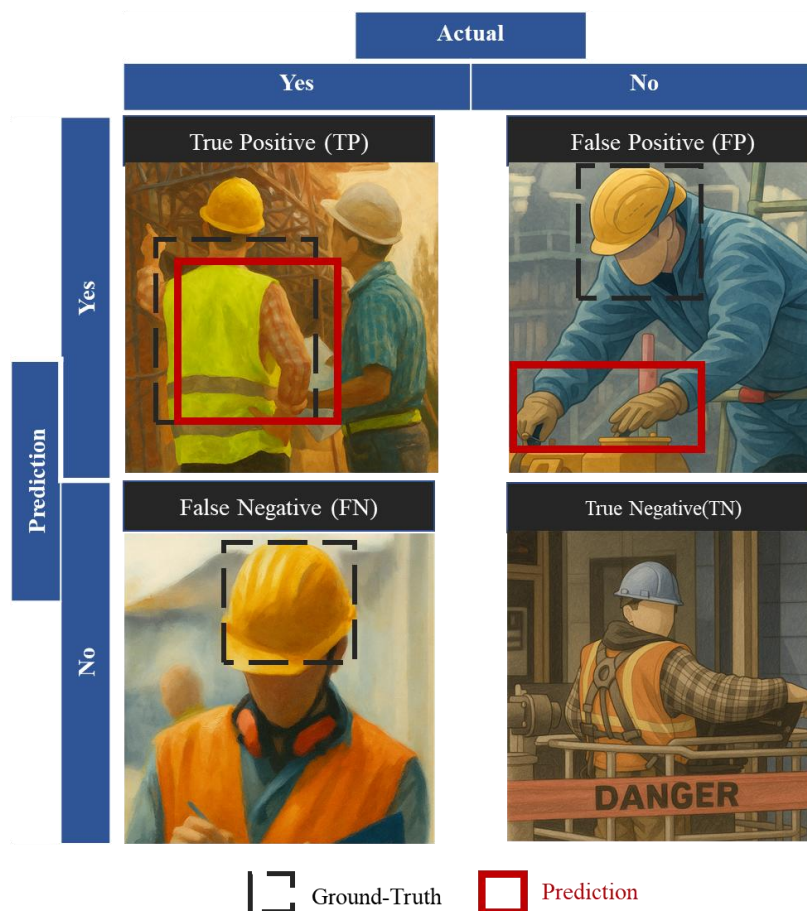 Actual
Yes
No
True Positive (TP)
False Positive (FP)
Yes
Prediction
False Negative (FN)
True Negative(TN)
No
DANGER
Ground-Truth
Prediction